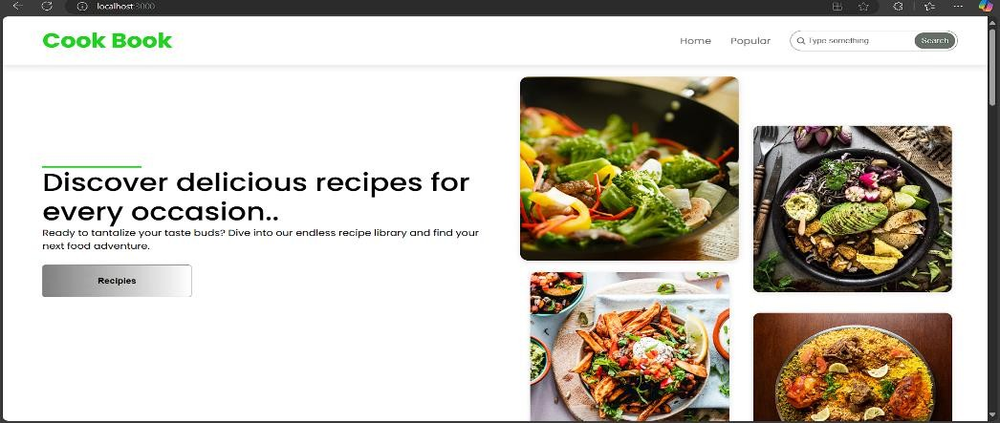 localhost:3000
Cook Book
Home
Popular
Type something
Search
Discover delicious recipes for
every occasion..
Ready to tantalize your taste buds? Dive into our endless recipe library and find your
next food adventure.
Recipies